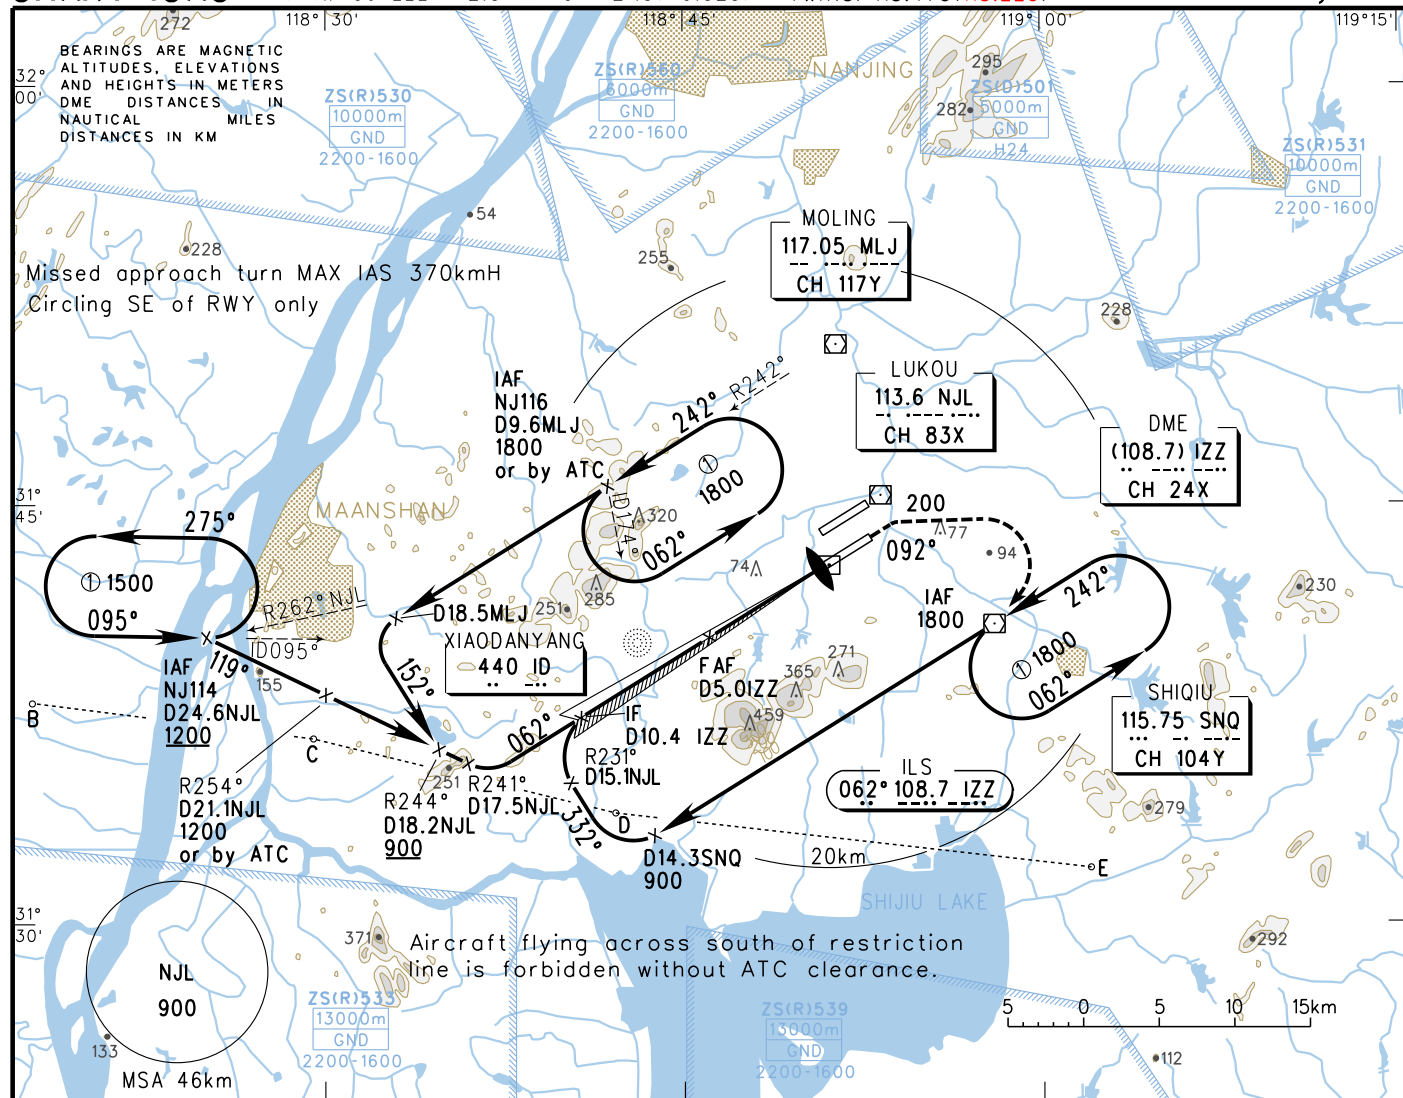 118° 30'
118° 45'
119° 00'
119° 15'
272
BEARINGS ARE MAGNETIC
ALTITUDES, ELEVATIONS
AND HEIGHTS IN METERS
DME DISTANCES IN
NAUTICAL MILES
DISTANCES IN KM
32°
00'
ZS(R)530
10000m
GND
2200-1600
ZS(R)560
6000m
GND
2200-1600
NANJING
295
ZS(D)501
282
5000m
GND
H24
ZS(R)531
10000m
GND
2200-1600
54
228
255
MOLING
117.05 MLJ
CH 117Y
Missed approach turn MAX IAS 370kmH
Circling SE of RWY only
228
LUKOU
113.6 NJL
CH 83X
DME
(108.7) IZZ
CH 24X
IAF
NJ116
D9.6MLJ
1800
or by ATC
R242°
242°
① 1800
062°
ID174°
320
31°
45'
MAANSHAN
275°
① 1500
095°
R262° NJL
ID095°
200
092°
77
94
74
285
251
230
D18.5MLJ
XIAODANYANG
440 ID
IAF
1800
242°
① 1800
062°
IAF
NJ114
D24.6NJL
1200
119°
155
152°
FAF
D5.0IZZ
365
271
459
SHIQIU
115.75 SNQ
CH 104Y
B
C
062°
IF
D10.4 IZZ
R231°
D15.1NJL
251
R241°
D17.5NJL
R254°
D21.1NJL
1200
or by ATC
R244°
D18.2NJL
900
332°
ILS
062° 108.7 IZZ
279
D
D14.3SNQ
900
20km
E
SHIJIU LAKE
31°
30'
371
Aircraft flying across south of restriction
line is forbidden without ATC clearance.
292
NJL
900
ZS(R)533
13000m
GND
2200-1600
ZS(R)539
13000m
GND
2200-1600
5 0 5 10 15km
133
MSA 46km
112